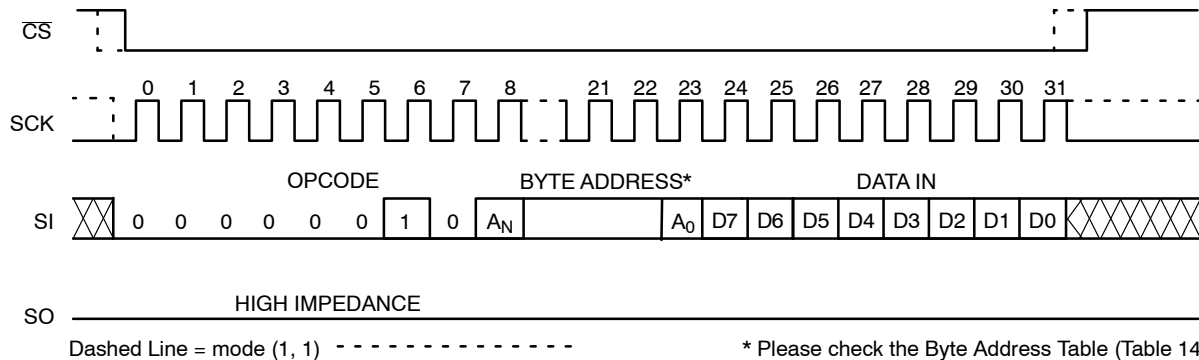 CS
0 1 2 3 4 5 6 7 8 21 22 23 24 25 26 27 28 29 30 31
SCK
OPCODE BYTE ADDRESS* DATA IN
SI 0 0 0 0 0 0 1 0 AN A0 D7 D6 D5 D4 D3 D2 D1 D0
HIGH IMPEDANCE
SO
Dashed Line = mode (1, 1) * Please check the Byte Address Table (Table 14